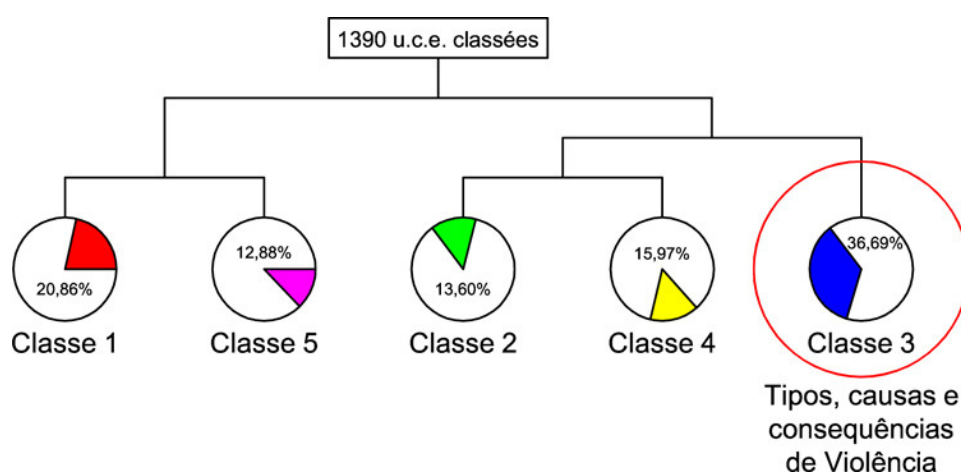 1390 u.c.e. classées
20,86%
12,88%
13,60%
15,97%
36,69%
Classe 1
Classe 5
Classe 2
Classe 4
Classe 3
Tipos, causas e
consequências
de Violência